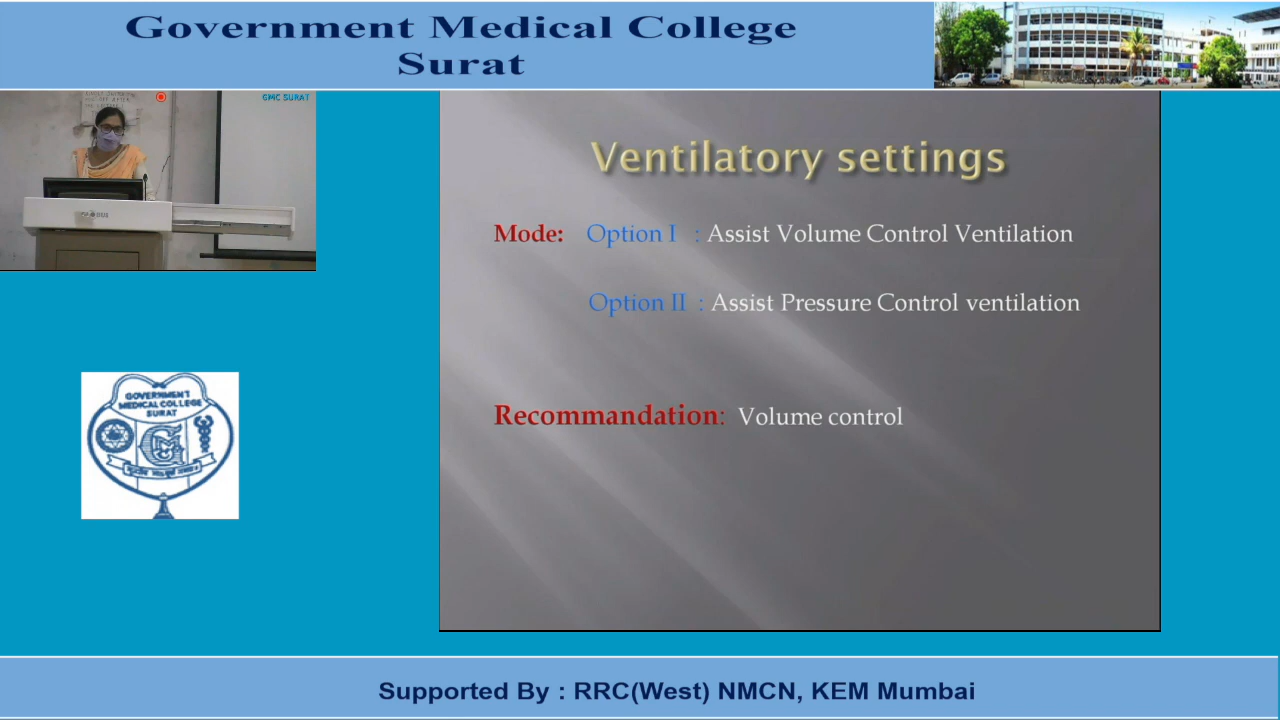 Government Medical College
Surat
GMC SURAT
Ventilatory settings
Mode: Option I : Assist Volume Control Ventilation
Option II : Assist Pressure Control ventilation
Recommandation: Volume control
GOVERNMENT
MEDICAL COLLEGE
SURAT
Supported By : RRC(West) NMCN, KEM Mumbai